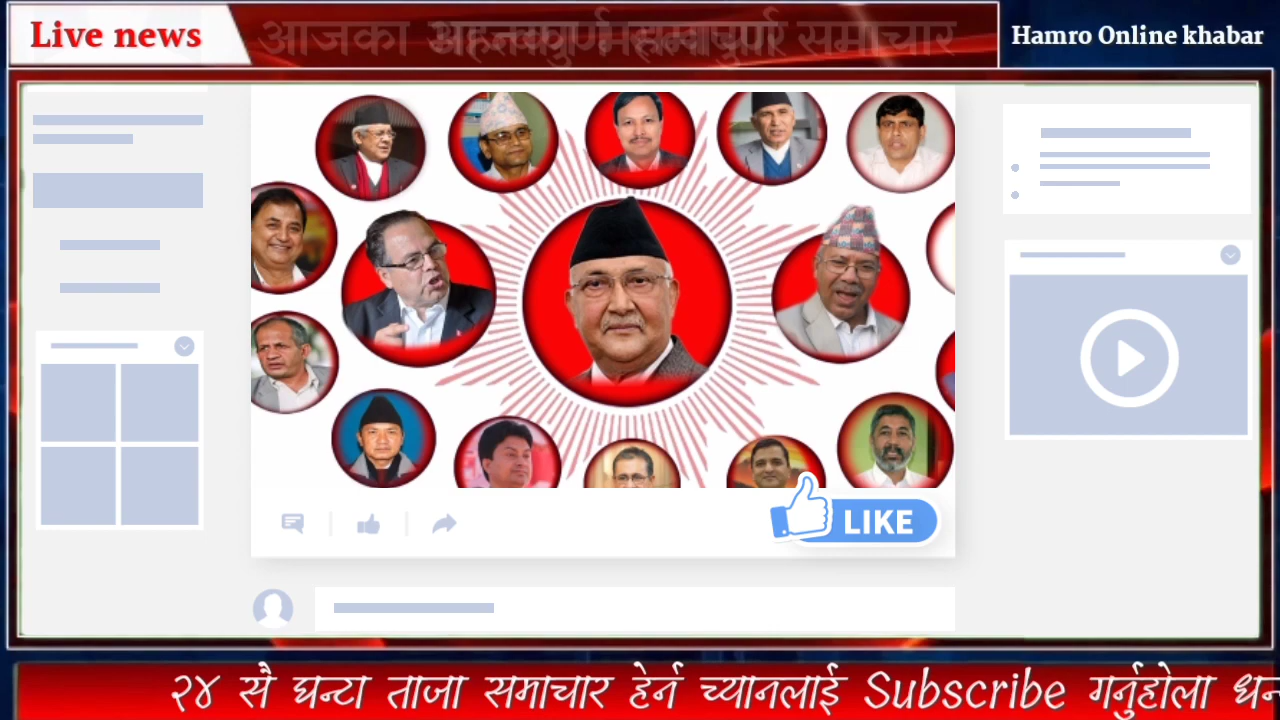 Live news
Hamro Online khabar
LIKE
२४ सै घन्टा ताजा समाचार हेर्न च्यानलाई Subscribe गर्नुहोला